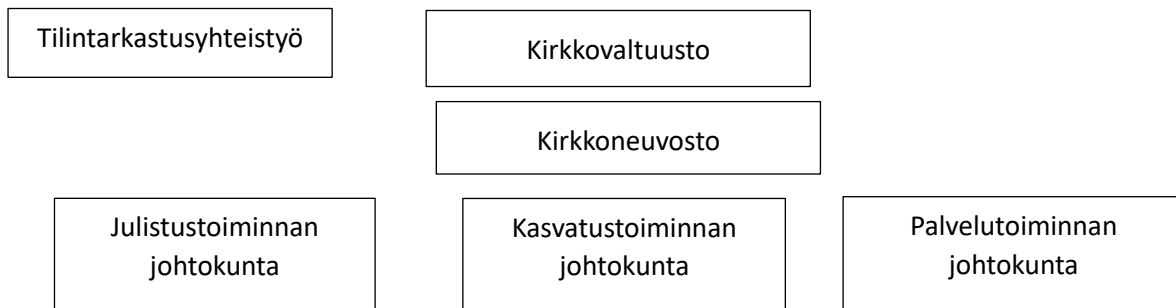 Tilintarkastusyhteistyö
Kirkkovaltuusto
Kirkkoneuvosto
Julistustoiminnan
johtokunta
Kasvatustoiminnan
johtokunta
Palvelutoiminnan
johtokunta